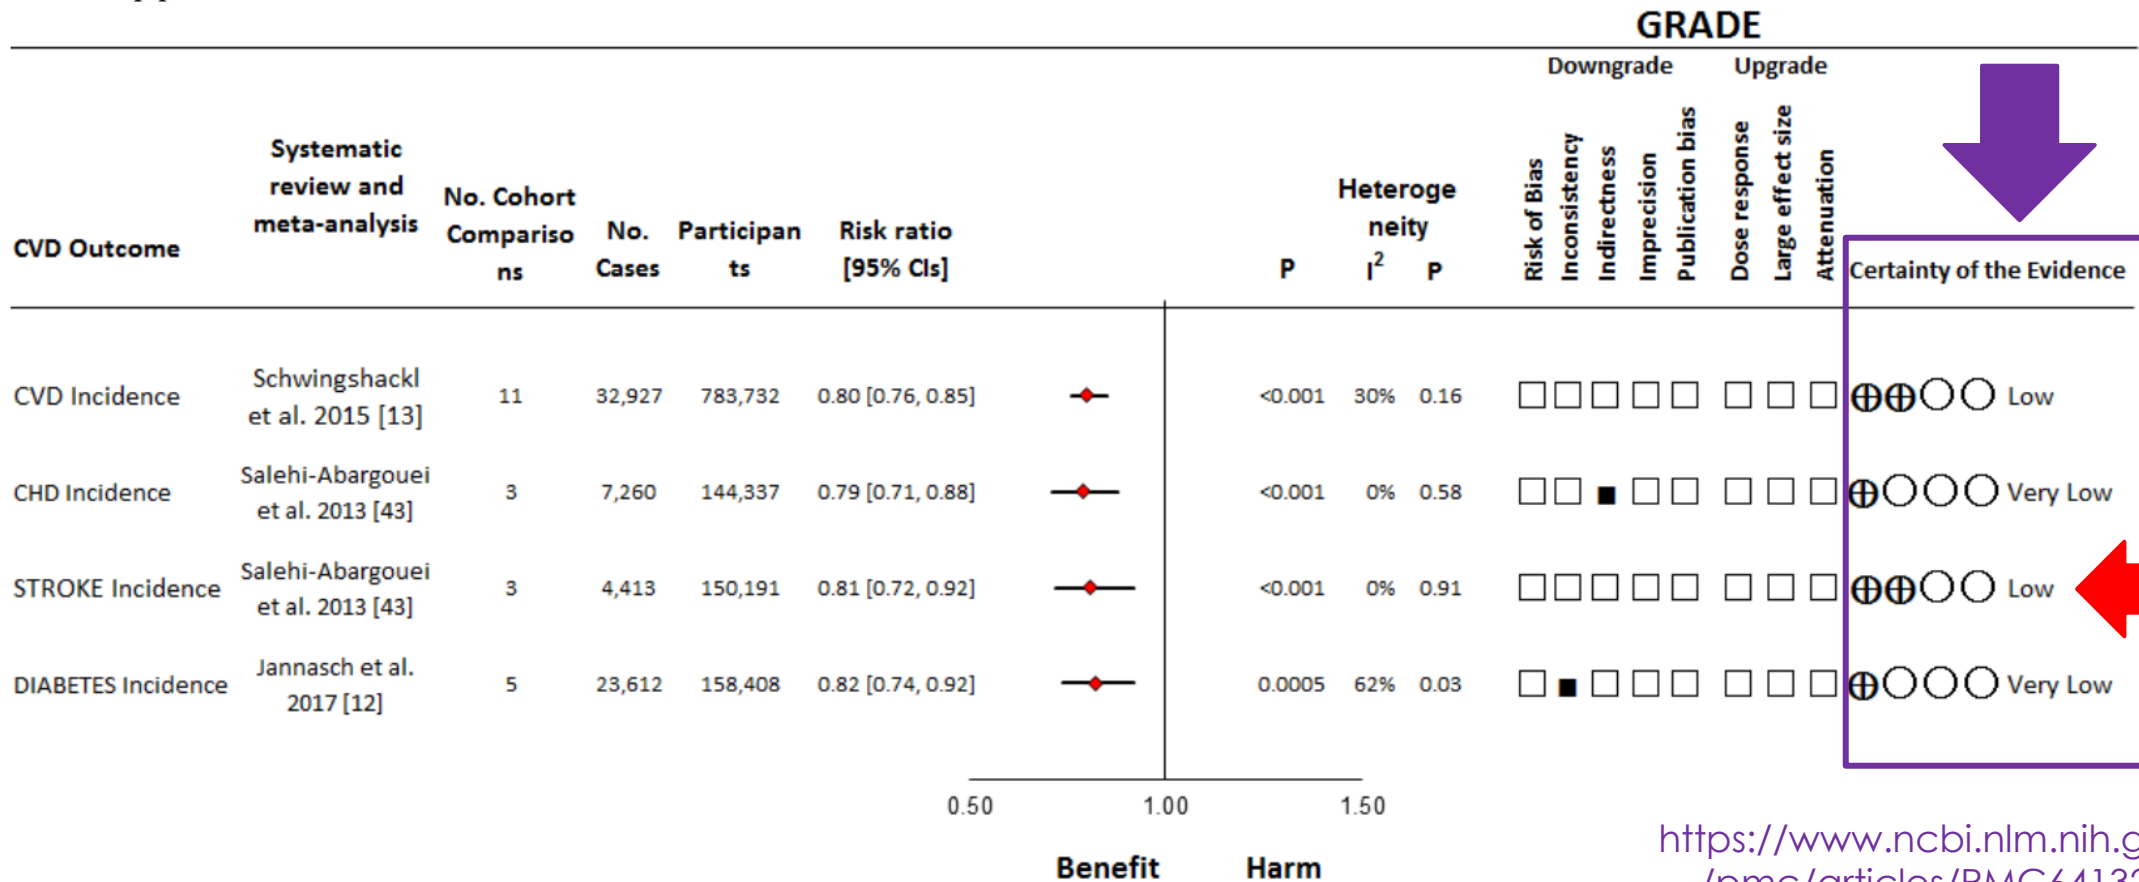 GRADE
Downgrade Upgrade
CVD Outcome
Systematic
review and
meta-analysis
No. Cohort
Compariso
ns
No.
Cases
Participan
ts
Risk ratio
[95% CIs]
P
Heteroge
neity
I² P
Risk of Bias
Inconsistency
Indirectness
Imprecision
Publication bias
Dose response
Large effect size
Attenuation
Certainty of the Evidence
CVD Incidence
Schwingshackl
et al. 2015 [13]
11 32,927 783,732 0.80 [0.76, 0.85] <0.001 30% 0.16 Low
CHD Incidence
Salehi-Abargouei
et al. 2013 [43]
3 7,260 144,337 0.79 [0.71, 0.88] <0.001 0% 0.58 Very Low
STROKE Incidence
Salehi-Abargouei
et al. 2013 [43]
3 4,413 150,191 0.81 [0.72, 0.92] <0.001 0% 0.91 Low
DIABETES Incidence
Jannasch et al.
2017 [12]
5 23,612 158,408 0.82 [0.74, 0.92] 0.0005 62% 0.03 Very Low
0.50 1.00 1.50
Benefit Harm
https://www.ncbi.nlm.nih.g
/pmc/articles/PMC6413